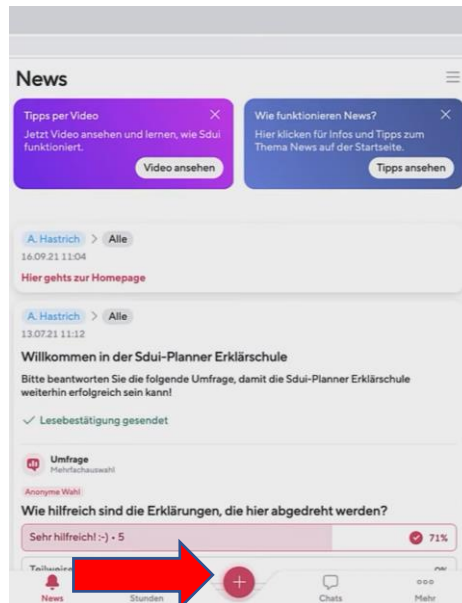 News
Tipps per Video
Jetzt Video ansehen und lernen, wie Sdui
funktioniert.
Video ansehen
Wie funktionieren News?
Hier klicken für Infos und Tipps zum
Thema News auf der Startseite.
Tipps ansehen
A. Hastrich > Alle
16.09.21 11:04
Hier gehts zur Homepage
A. Hastrich > Alle
13.07.21 11:12
Willkommen in der Sdui-Planner Erklärschule
Bitte beantworten Sie die folgende Umfrage, damit die Sdui-Planner Erklärschule
weiterhin erfolgreich sein kann!
Lesebestätigung gesendet
Umfrage
Mehrfachauswahl
Anonyme Wahl
Wie hilfreich sind die Erklärungen, die hier abgedreht werden?
Sehr hilfreich! :-) • 5
71%
News
Stunden
Chats
Mehr